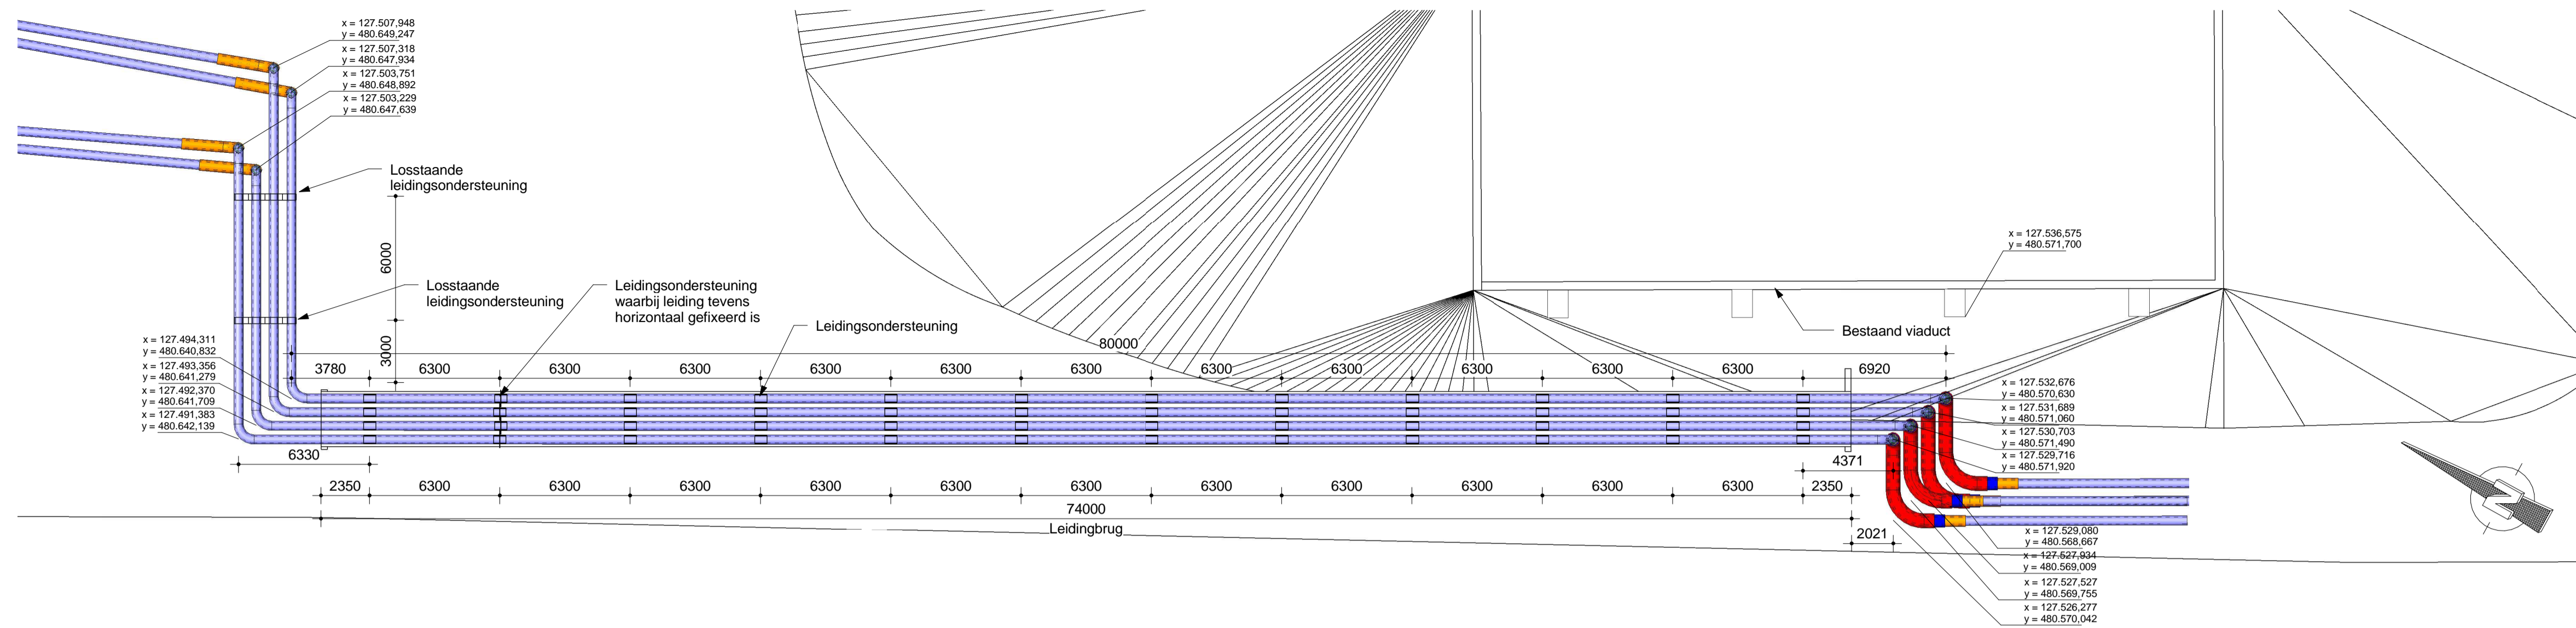 x = 127.507,948
y = 480.649,247
x = 127.507,318
y = 480.647,934
x = 127.503,751
y = 480.648,892
x = 127.503,229
y = 480.647,639
Losstaande
leidingsondersteuning
6000
Losstaande
leidingsondersteuning
3000
Leidingsondersteuning
waarbij leiding tevens
horizontaal gefixeerd is
Leidingsondersteuning
x = 127.536,575
y = 480.571,700
Bestaand viaduct
80000
x = 127.494,311
y = 480.640,832
x = 127.493,356
y = 480.641,279
x = 127.492,370
y = 480.641,709
x = 127.491,383
y = 480.642,139
3780 6300 6300 6300 6300 6300 6300 6300 6300 6300 6300 6300 6920
x = 127.532,676
y = 480.570,630
x = 127.531,689
y = 480.571,060
x = 127.530,703
y = 480.571,490
x = 127.529,716
y = 480.571,920
6330
4371
2350 6300 6300 6300 6300 6300 6300 6300 6300 6300 6300 6300 2350
74000
Leidingbrug
2021
N
x = 127.529,080
y = 480.568,667
x = 127.527,934
y = 480.569,009
x = 127.527,527
y = 480.569,755
x = 127.526,277
y = 480.570,042